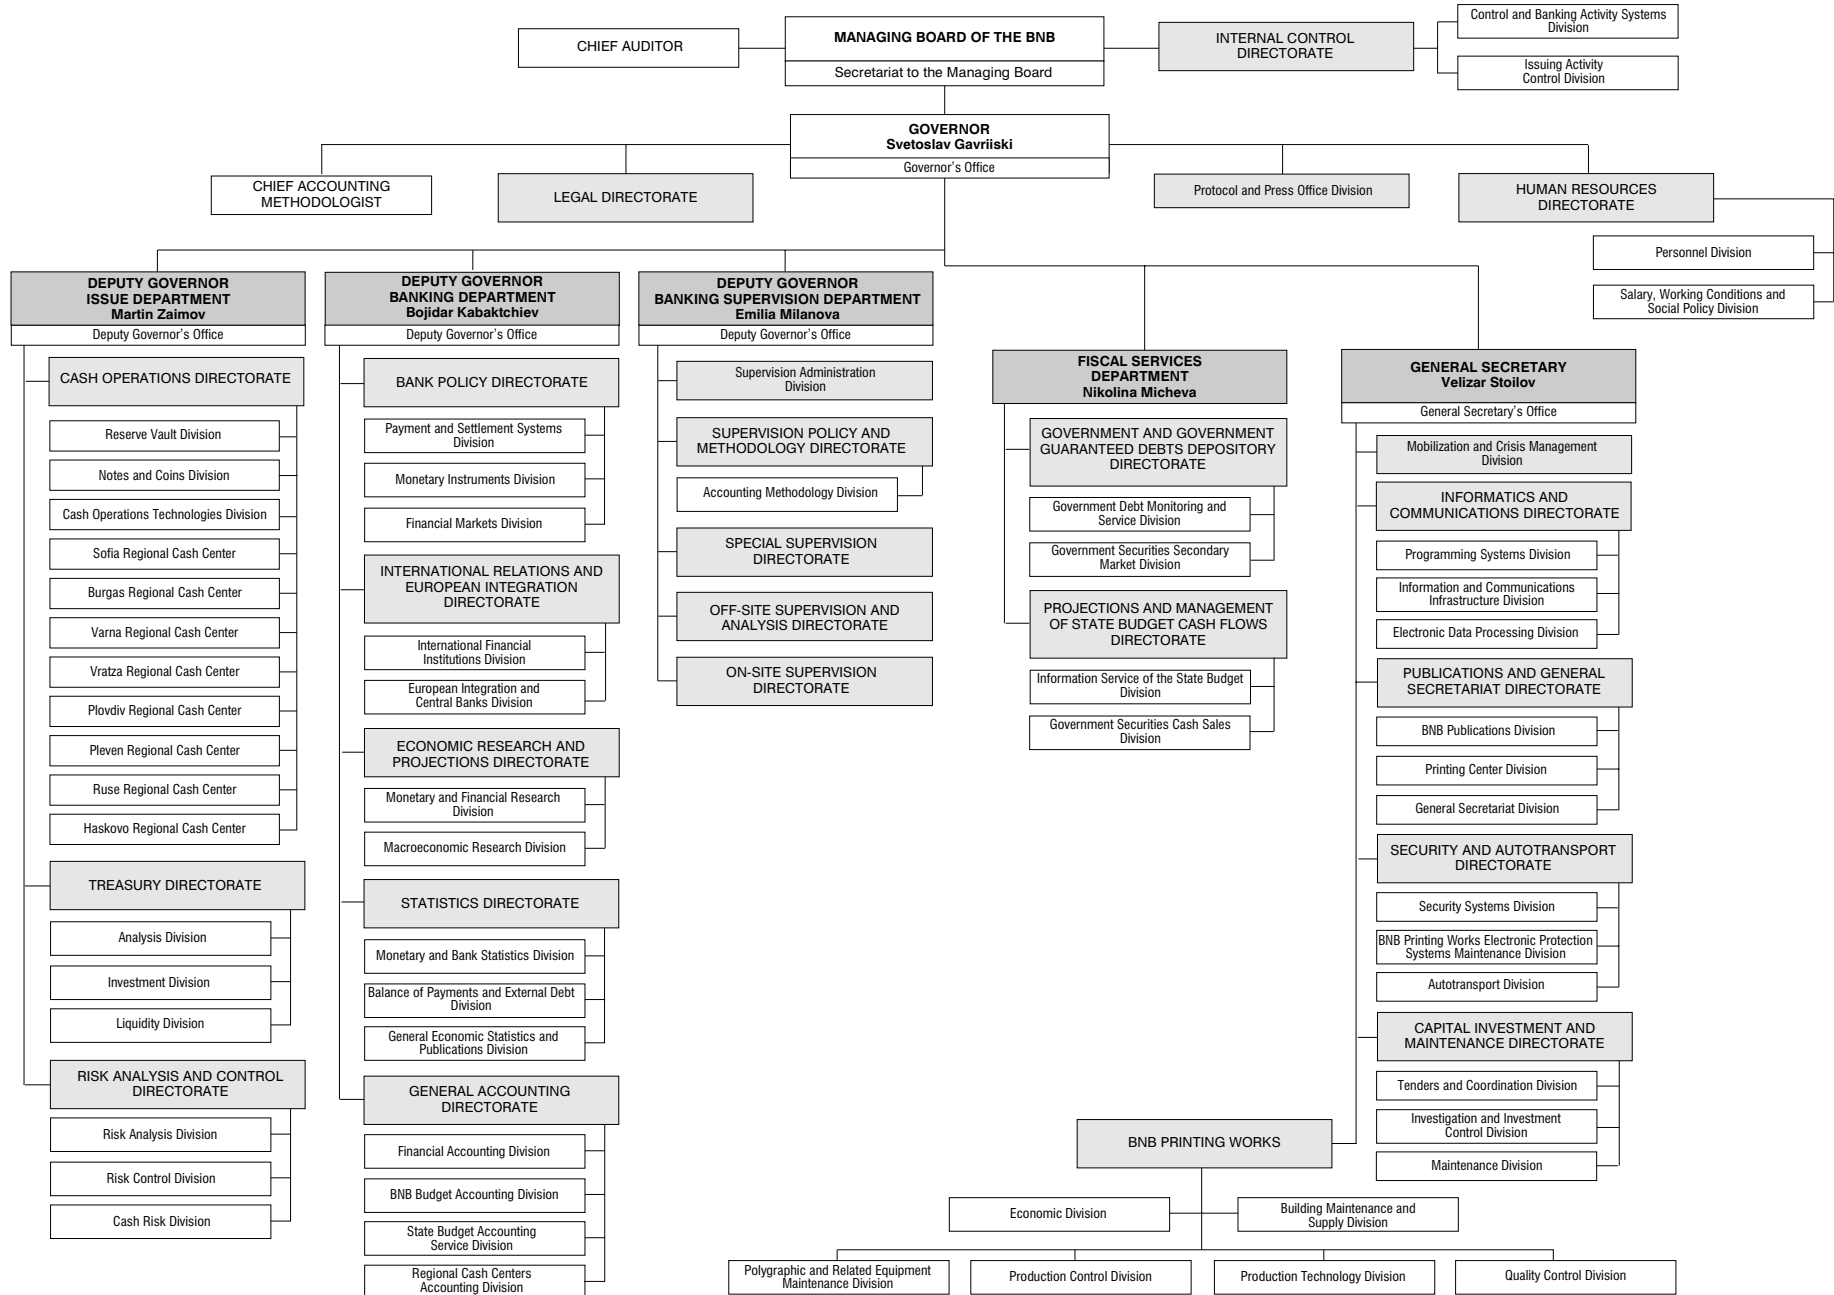 CHIEF AUDITOR
MANAGING BOARD OF THE BNB
Secretariat to the Managing Board
INTERNAL CONTROL
DIRECTORATE
Control and Banking Activity Systems
Division
Issuing Activity
Control Division
GOVERNOR
Svetoslav Gavriiski
Governor's Office
CHIEF ACCOUNTING
METHODOLOGIST
LEGAL DIRECTORATE
Protocol and Press Office Division
HUMAN RESOURCES
DIRECTORATE
Personnel Division
Salary, Working Conditions and
Social Policy Division
DEPUTY GOVERNOR
ISSUE DEPARTMENT
Martin Zaimov
Deputy Governor's Office
CASH OPERATIONS DIRECTORATE
Reserve Vault Division
Notes and Coins Division
Cash Operations Technologies Division
Sofia Regional Cash Center
Burgas Regional Cash Center
Varna Regional Cash Center
Vratza Regional Cash Center
Plovdiv Regional Cash Center
Pleven Regional Cash Center
Ruse Regional Cash Center
Haskovo Regional Cash Center
TREASURY DIRECTORATE
Analysis Division
Investment Division
Liquidity Division
RISK ANALYSIS AND CONTROL
DIRECTORATE
Risk Analysis Division
Risk Control Division
Cash Risk Division
DEPUTY GOVERNOR
BANKING DEPARTMENT
Bojidar Kabaktchiev
Deputy Governor's Office
BANK POLICY DIRECTORATE
Payment and Settlement Systems
Division
Monetary Instruments Division
Financial Markets Division
INTERNATIONAL RELATIONS AND
EUROPEAN INTEGRATION
DIRECTORATE
International Financial
Institutions Division
European Integration and
Central Banks Division
ECONOMIC RESEARCH AND
PROJECTIONS DIRECTORATE
Monetary and Financial Research
Division
Macroeconomic Research Division
STATISTICS DIRECTORATE
Monetary and Bank Statistics Division
Balance of Payments and External Debt
Division
General Economic Statistics and
Publications Division
GENERAL ACCOUNTING
DIRECTORATE
Financial Accounting Division
BNB Budget Accounting Division
State Budget Accounting
Service Division
Regional Cash Centers
Accounting Division
DEPUTY GOVERNOR
BANKING SUPERVISION DEPARTMENT
Emilia Milanova
Deputy Governor's Office
Supervision Administration
Division
SUPERVISION POLICY AND
METHODOLOGY DIRECTORATE
Accounting Methodology Division
SPECIAL SUPERVISION
DIRECTORATE
OFF-SITE SUPERVISION AND
ANALYSIS DIRECTORATE
ON-SITE SUPERVISION
DIRECTORATE
FISCAL SERVICES
DEPARTMENT
Nikolina Micheva
GOVERNMENT AND GOVERNMENT
GUARANTEED DEBTS DEPOSITORY
DIRECTORATE
Government Debt Monitoring and
Service Division
Government Securities Secondary
Market Division
PROJECTIONS AND MANAGEMENT
OF STATE BUDGET CASH FLOWS
DIRECTORATE
Information Service of the State Budget
Division
Government Securities Cash Sales
Division
GENERAL SECRETARY
Velizar Stoilov
General Secretary's Office
Mobilization and Crisis Management
Division
INFORMATICS AND
COMMUNICATIONS DIRECTORATE
Programming Systems Division
Information and Communications
Infrastructure Division
Electronic Data Processing Division
PUBLICATIONS AND GENERAL
SECRETARIAT DIRECTORATE
BNB Publications Division
Printing Center Division
General Secretariat Division
SECURITY AND AUTOTRANSPORT
DIRECTORATE
Security Systems Division
BNB Printing Works Electronic Protection
Systems Maintenance Division
Autotransport Division
CAPITAL INVESTMENT AND
MAINTENANCE DIRECTORATE
Tenders and Coordination Division
Investigation and Investment
Control Division
Maintenance Division
BNB PRINTING WORKS
Economic Division
Building Maintenance and
Supply Division
Polygraphic and Related Equipment
Maintenance Division
Production Control Division
Production Technology Division
Quality Control Division